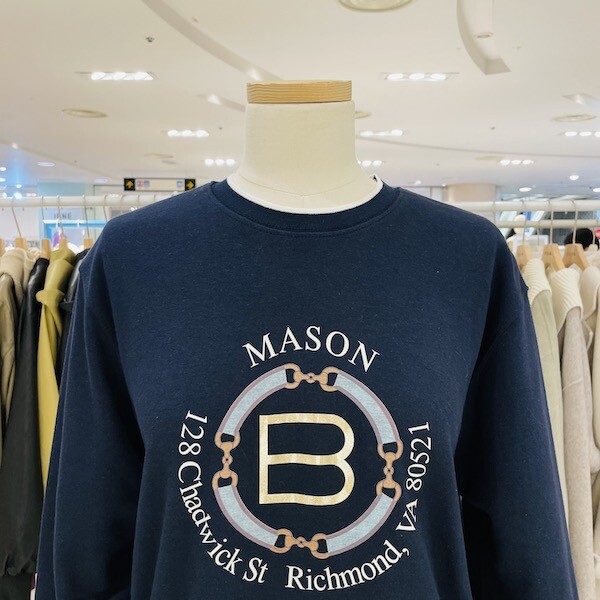 MASON
B
128 Chadwick St Richmond, VA 80521